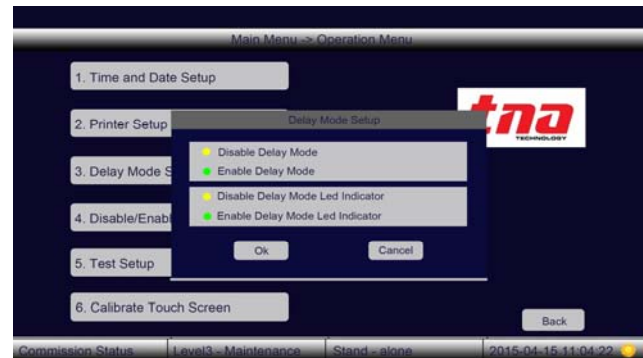 Main Menu -> Operation Menu
1. Time and Date Setup
2. Printer Setup
tna
TECHNOLOGY
Delay Mode Setup
Disable Delay Mode
3. Delay Mode S
Enable Delay Mode
Disable Delay Mode Led Indicator
4. Disable/Enabl
Enable Delay Mode Led Indicator
Ok Cancel
5. Test Setup
6. Calibrate Touch Screen
Back
Commission Status Level3 - Maintenance Stand - alone 2015-04-15 11:04:22